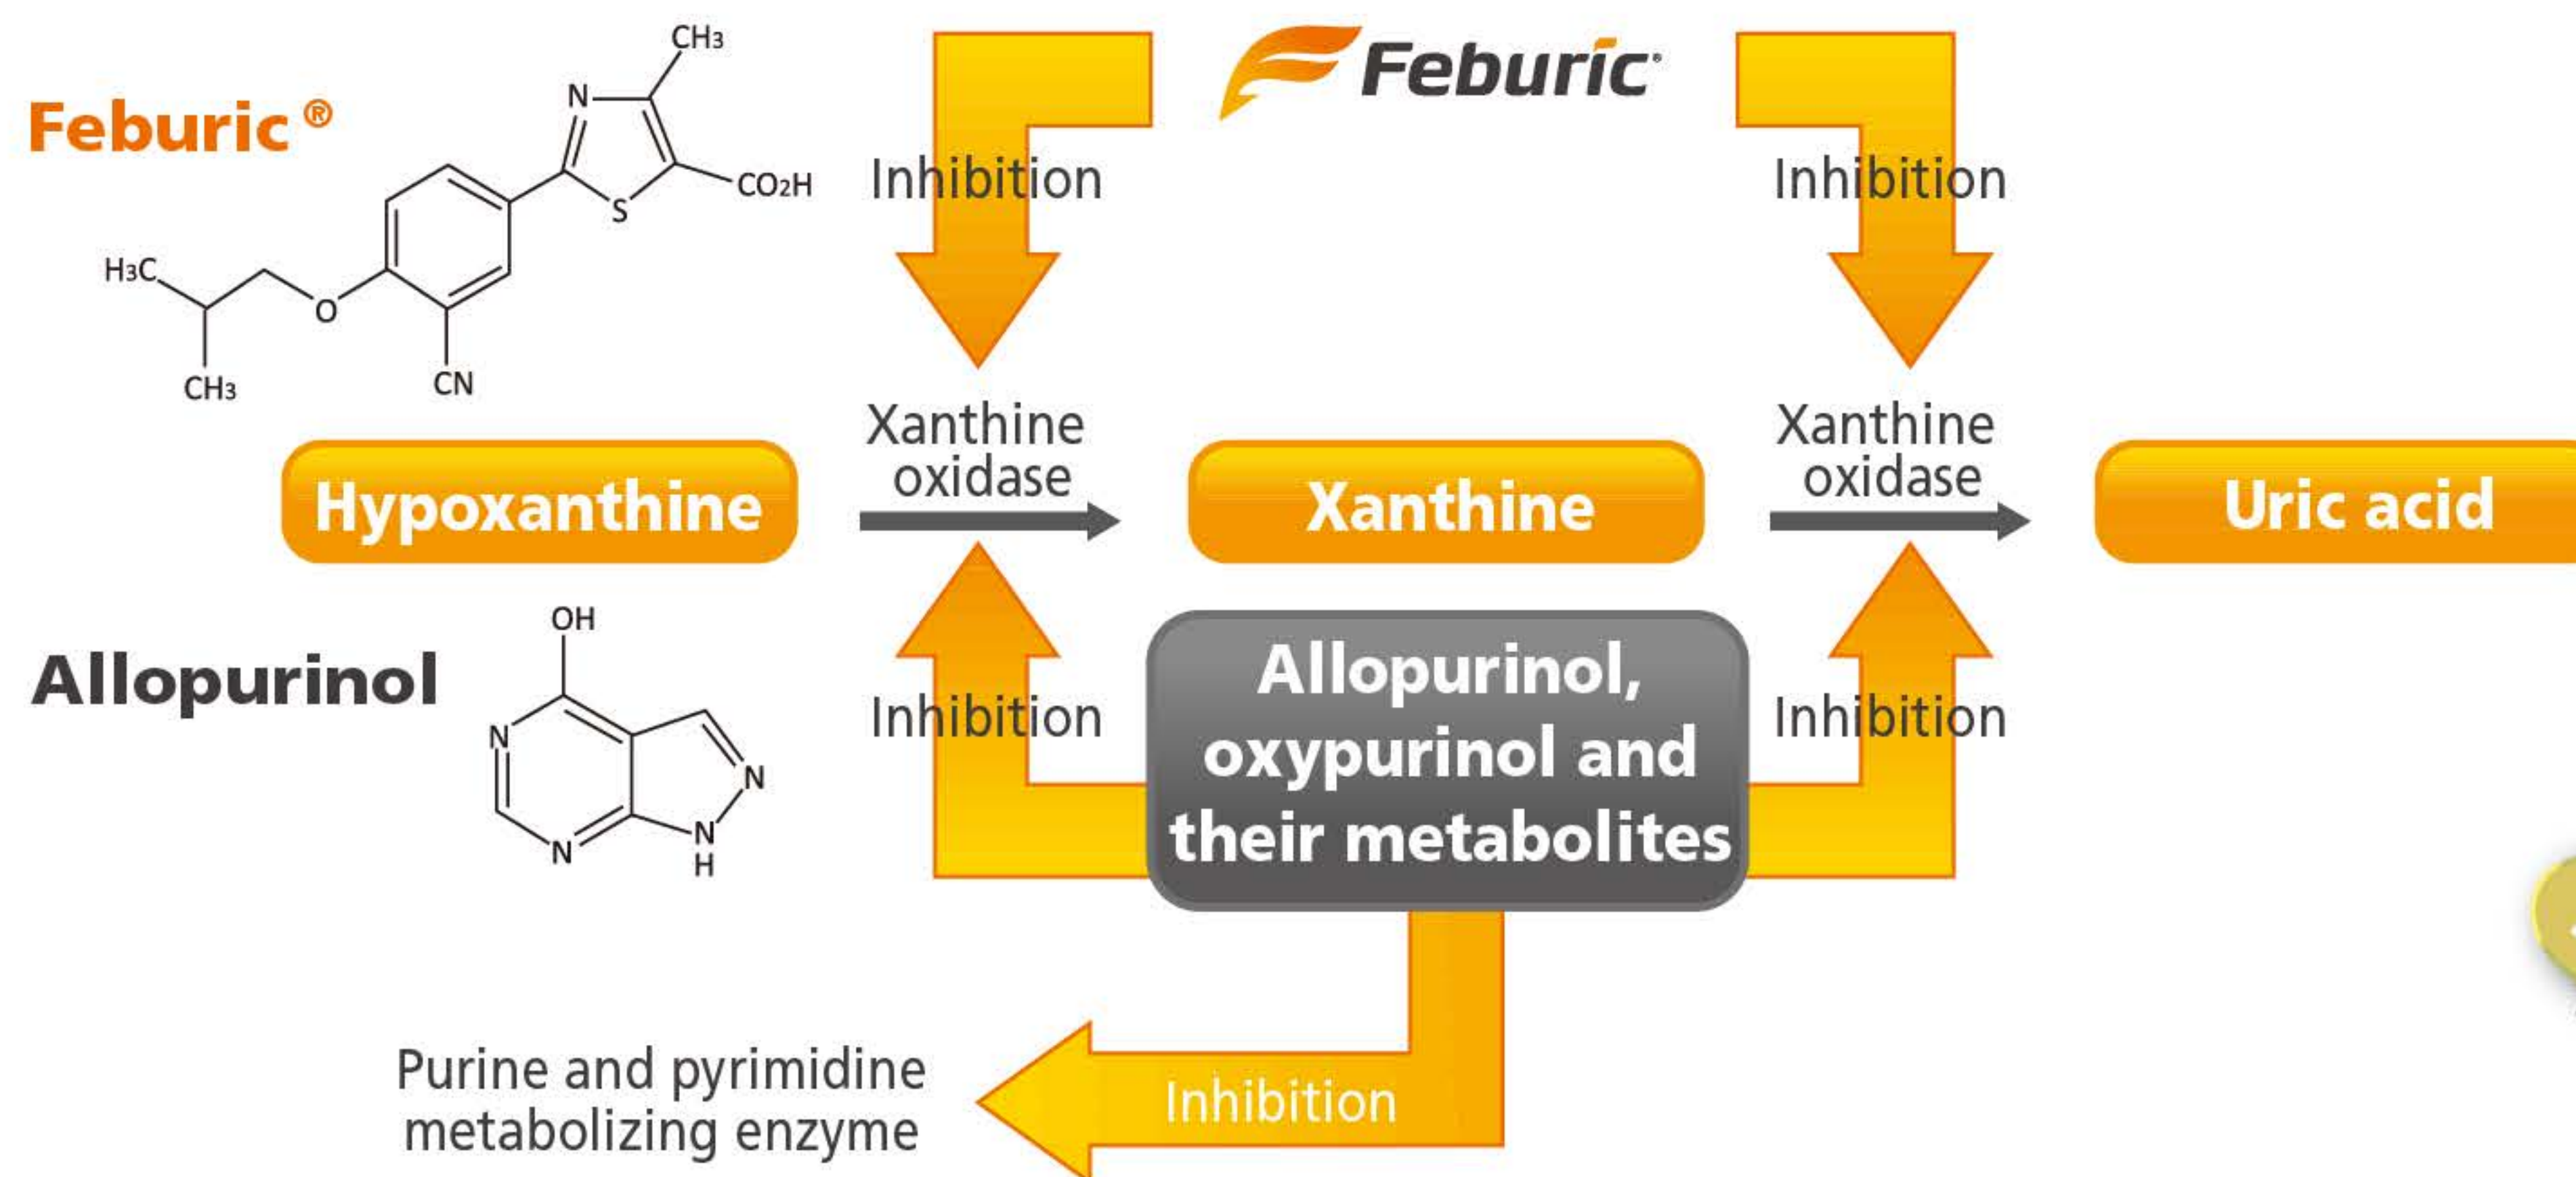 Feburic®
CH3
N
S
CO2H
H3C
O
CH3
CN
Feburic®
Inhibition
Inhibition
Xanthine
oxidase
Xanthine
oxidase
Hypoxanthine
Xanthine
Uric acid
Allopurinol
OH
N
N
N
N
H
Allopurinol,
oxypurinol and
their metabolites
Inhibition
Inhibition
Purine and pyrimidine
metabolizing enzyme
Inhibition